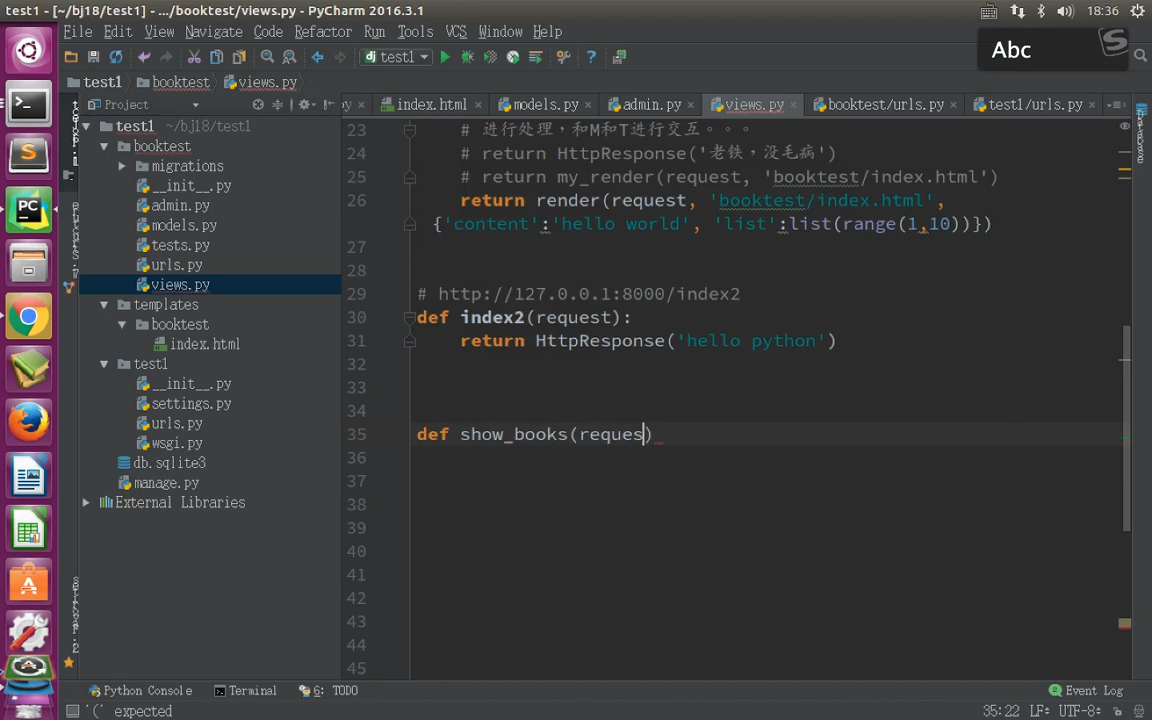 test1 - [~/bj18/test1] - .../booktest/views.py - PyCharm 2016.3.1
18:36
File Edit View Navigate Code Refactor Run Tools VCS Window Help
Abc
test1
test1 booktest views.py
Project
index.html models.py admin.py views.py booktest/urls.py test1/urls.py
test1 ~/bj18/test1
booktest
migrations
__init__.py
admin.py
models.py
tests.py
urls.py
views.py
templates
booktest
index.html
test1
__init__.py
settings.py
urls.py
wsgi.py
db.sqlite3
manage.py
External Libraries
23 # 进行处理，和M和T进行交互。。。
24 # return HttpResponse('老铁，没毛病')
25 # return my_render(request, 'booktest/index.html')
26 return render(request, 'booktest/index.html',
{'content':'hello world', 'list':list(range(1,10))})
27
28
29 # http://127.0.0.1:8000/index2
30 def index2(request):
31 return HttpResponse('hello python')
32
33
34
35 def show_books(reques)
36
37
38
39
40
41
42
43
44
45
Python Console Terminal 6: TODO Event Log
'(' expected 35:22 LF÷ UTF-8÷